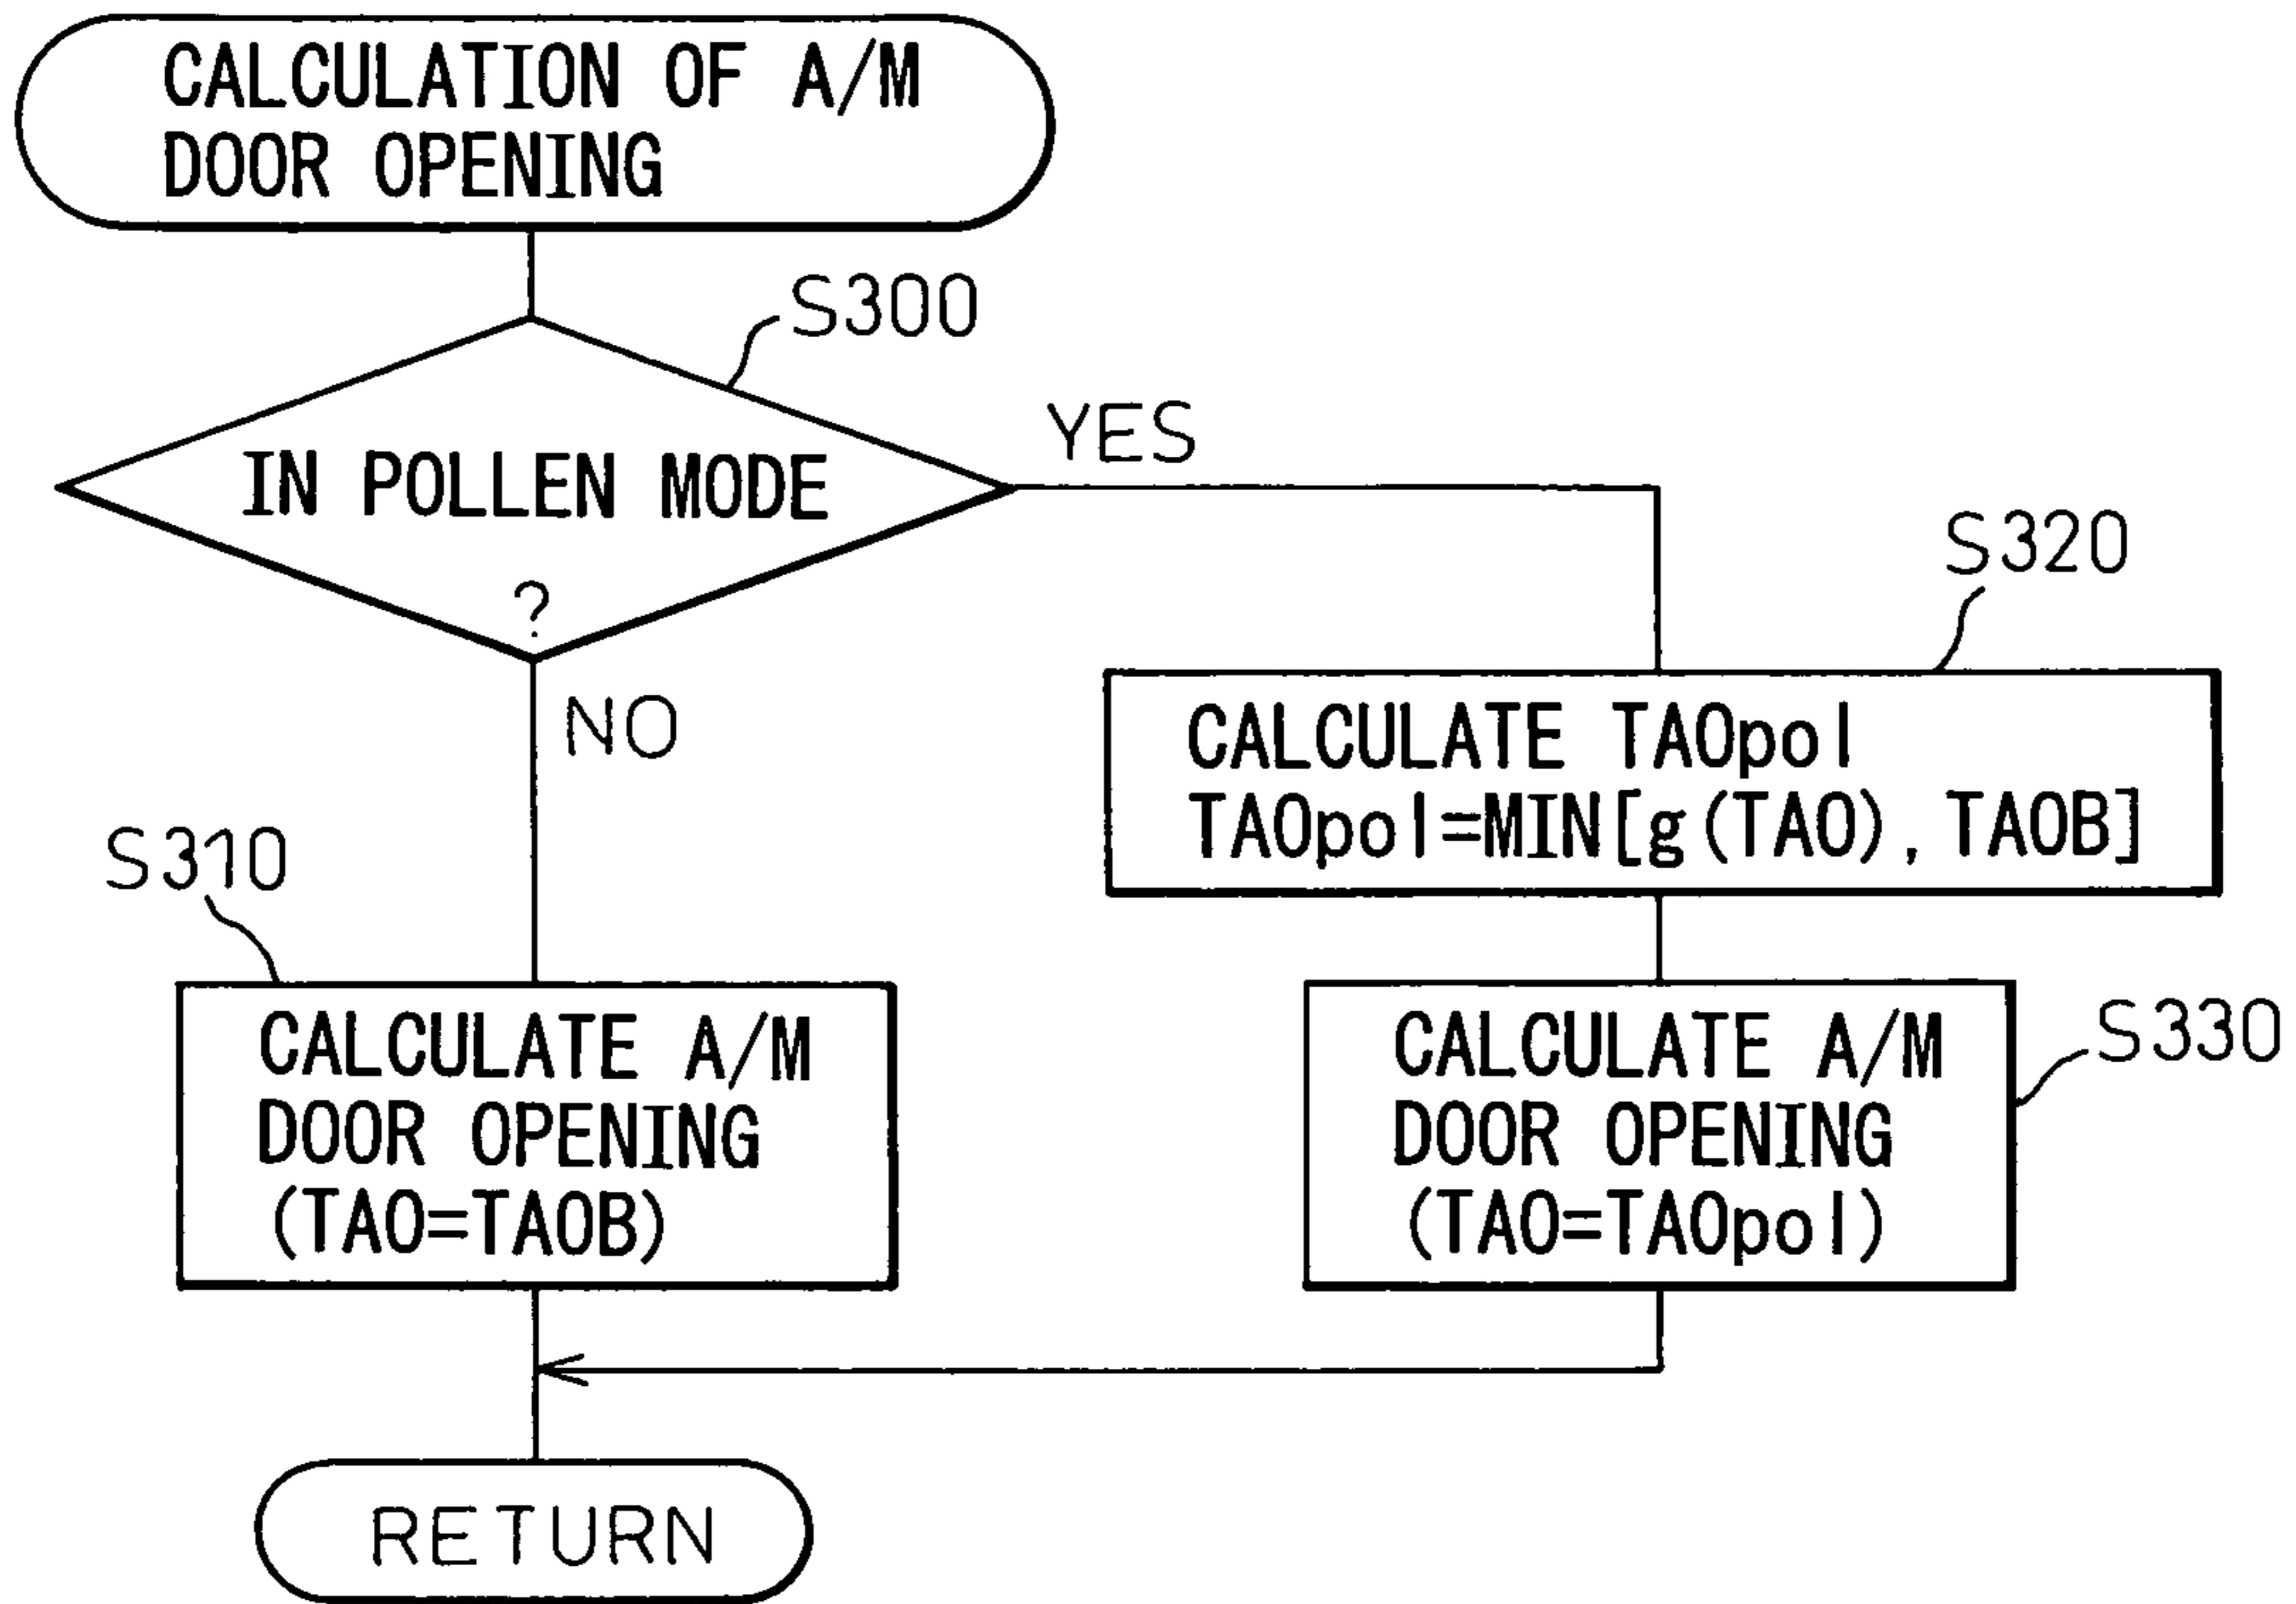 CALCULATION OF A/M
DOOR OPENING
S300
IN POLLEN MODE
?
YES
NO
S320
CALCULATE TAOpol
TAOpol=MIN[g(TAO), TAOB]
S310
CALCULATE A/M
DOOR OPENING
(TAO=TAOB)
S330
CALCULATE A/M
DOOR OPENING
(TAO=TAOpol)
RETURN